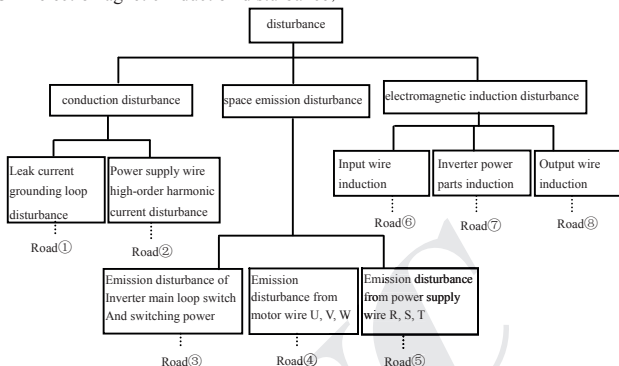 disturbance
conduction disturbance
space emission disturbance
electromagnetic induction disturbance
Leak current
grounding loop
disturbance
Power supply wire
high-order harmonic
current disturbance
Input wire
induction
Inverter power
parts induction
Output wire
induction
Road①
Road②
Road⑥
Road⑦
Road⑧
Emission disturbance of
Inverter main loop switch
And switching power
Emission
disturbance from
motor wire U, V, W
Emission disturbance
from power supply
wire R, S, T
Road③
Road④
Road⑤